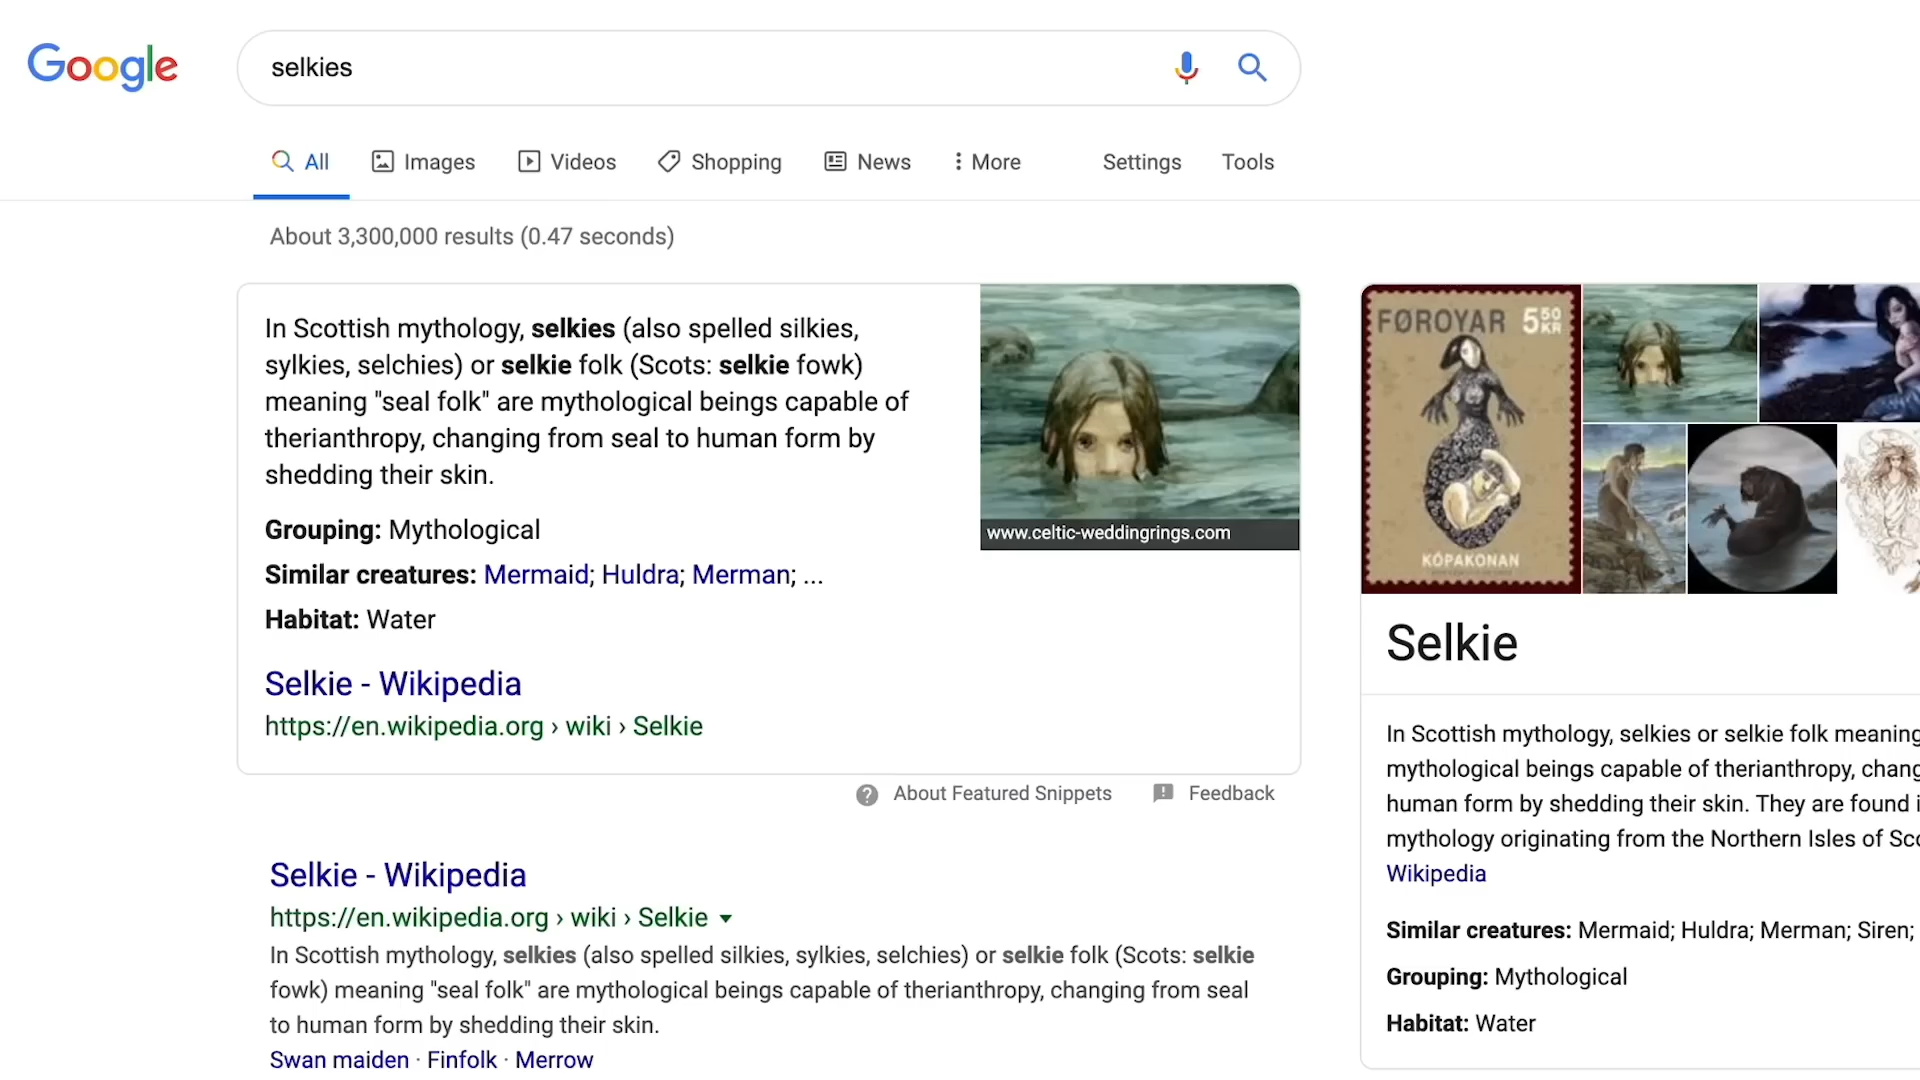 Google
selkies
All Images Videos Shopping News More Settings Tools
About 3,300,000 results (0.47 seconds)
In Scottish mythology, selkies (also spelled silkies,
sylkies, selchies) or selkie folk (Scots: selkie fowk)
meaning "seal folk" are mythological beings capable of
therianthropy, changing from seal to human form by
shedding their skin.
Grouping: Mythological
Similar creatures: Mermaid; Huldra; Merman; ...
Habitat: Water
Selkie - Wikipedia
https://en.wikipedia.org › wiki › Selkie
www.celtic-weddingrings.com
About Featured Snippets Feedback
Selkie - Wikipedia
https://en.wikipedia.org › wiki › Selkie
In Scottish mythology, selkies (also spelled silkies, sylkies, selchies) or selkie folk (Scots: selkie
fowk) meaning "seal folk" are mythological beings capable of therianthropy, changing from seal
to human form by shedding their skin.
Swan maiden · Finfolk · Merrow
FØROYAR 550 KR
KÓPAKONAN
Selkie
In Scottish mythology, selkies or selkie folk meaning
mythological beings capable of therianthropy, chang
human form by shedding their skin. They are found i
mythology originating from the Northern Isles of Sco
Wikipedia
Similar creatures: Mermaid; Huldra; Merman; Siren;
Grouping: Mythological
Habitat: Water